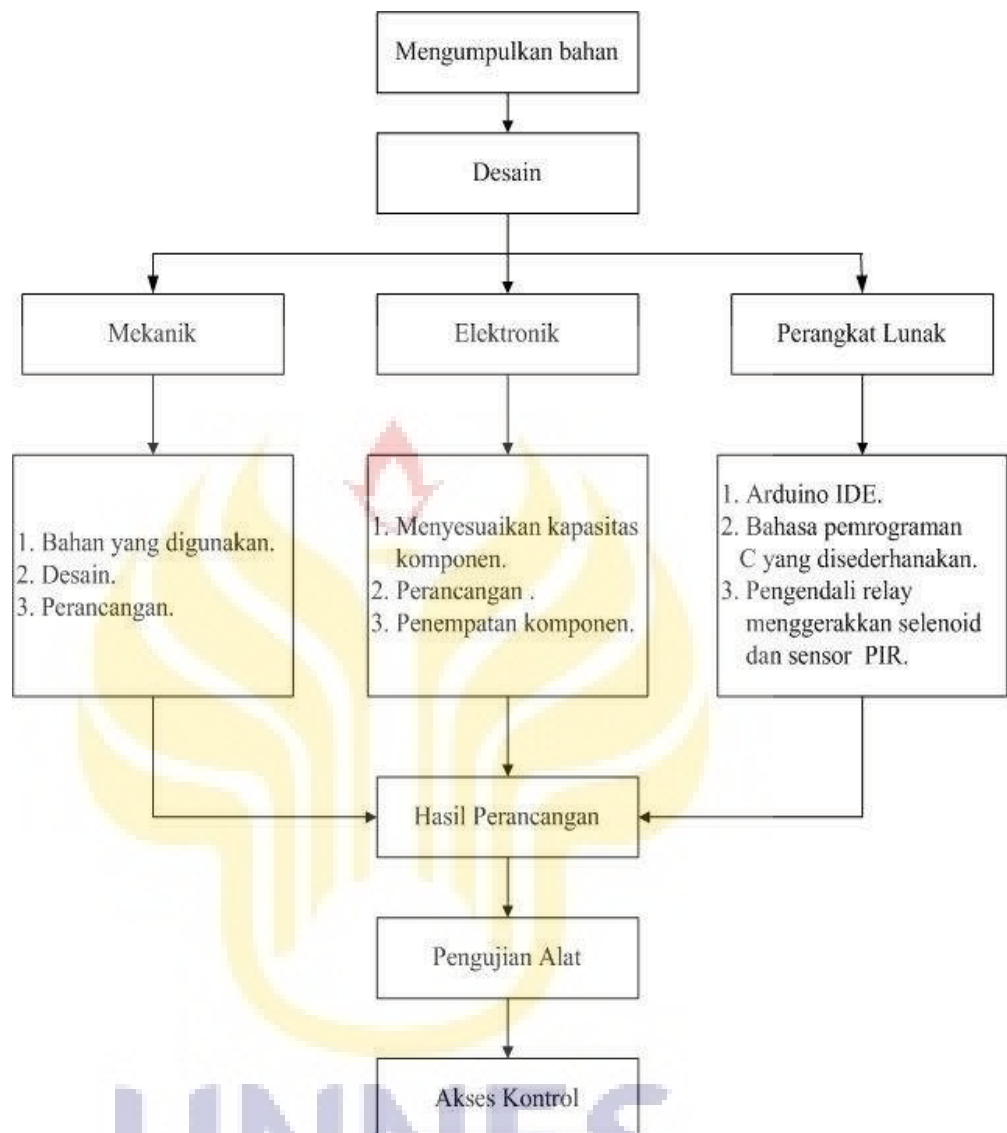 Mengumpulkan bahan
Desain
Mekanik
Elektronik
Perangkat Lunak
1. Bahan yang digunakan.
2. Desain.
3. Perancangan.
1. Menyesuaikan kapasitas
komponen.
2. Perancangan .
3. Penempatan komponen.
1. Arduino IDE.
2. Bahasa pemrograman
C yang disederhanakan.
3. Pengendali relay
menggerakkan selenoid
dan sensor PIR.
Hasil Perancangan
Pengujian Alat
Akses Kontrol
UNNES